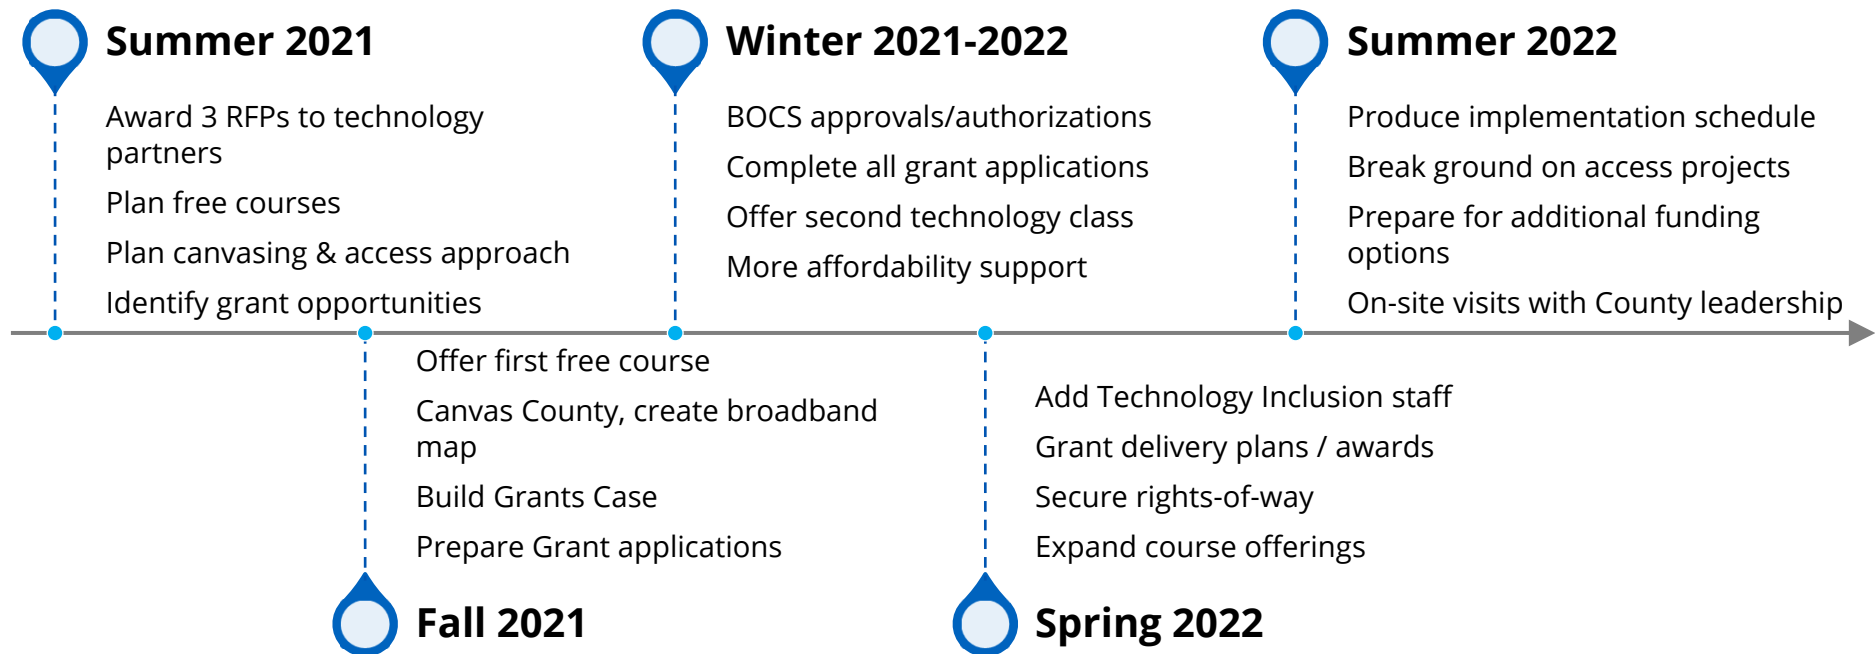 Summer 2021
Award 3 RFPs to technology
partners
Plan free courses
Plan canvasing & access approach
Identify grant opportunities
Offer first free course
Canvas County, create broadband
map
Build Grants Case
Prepare Grant applications
Fall 2021
Winter 2021-2022
BOCS approvals/authorizations
Complete all grant applications
Offer second technology class
More affordability support
Add Technology Inclusion staff
Grant delivery plans / awards
Secure rights-of-way
Expand course offerings
Spring 2022
Summer 2022
Produce implementation schedule
Break ground on access projects
Prepare for additional funding
options
On-site visits with County leadership